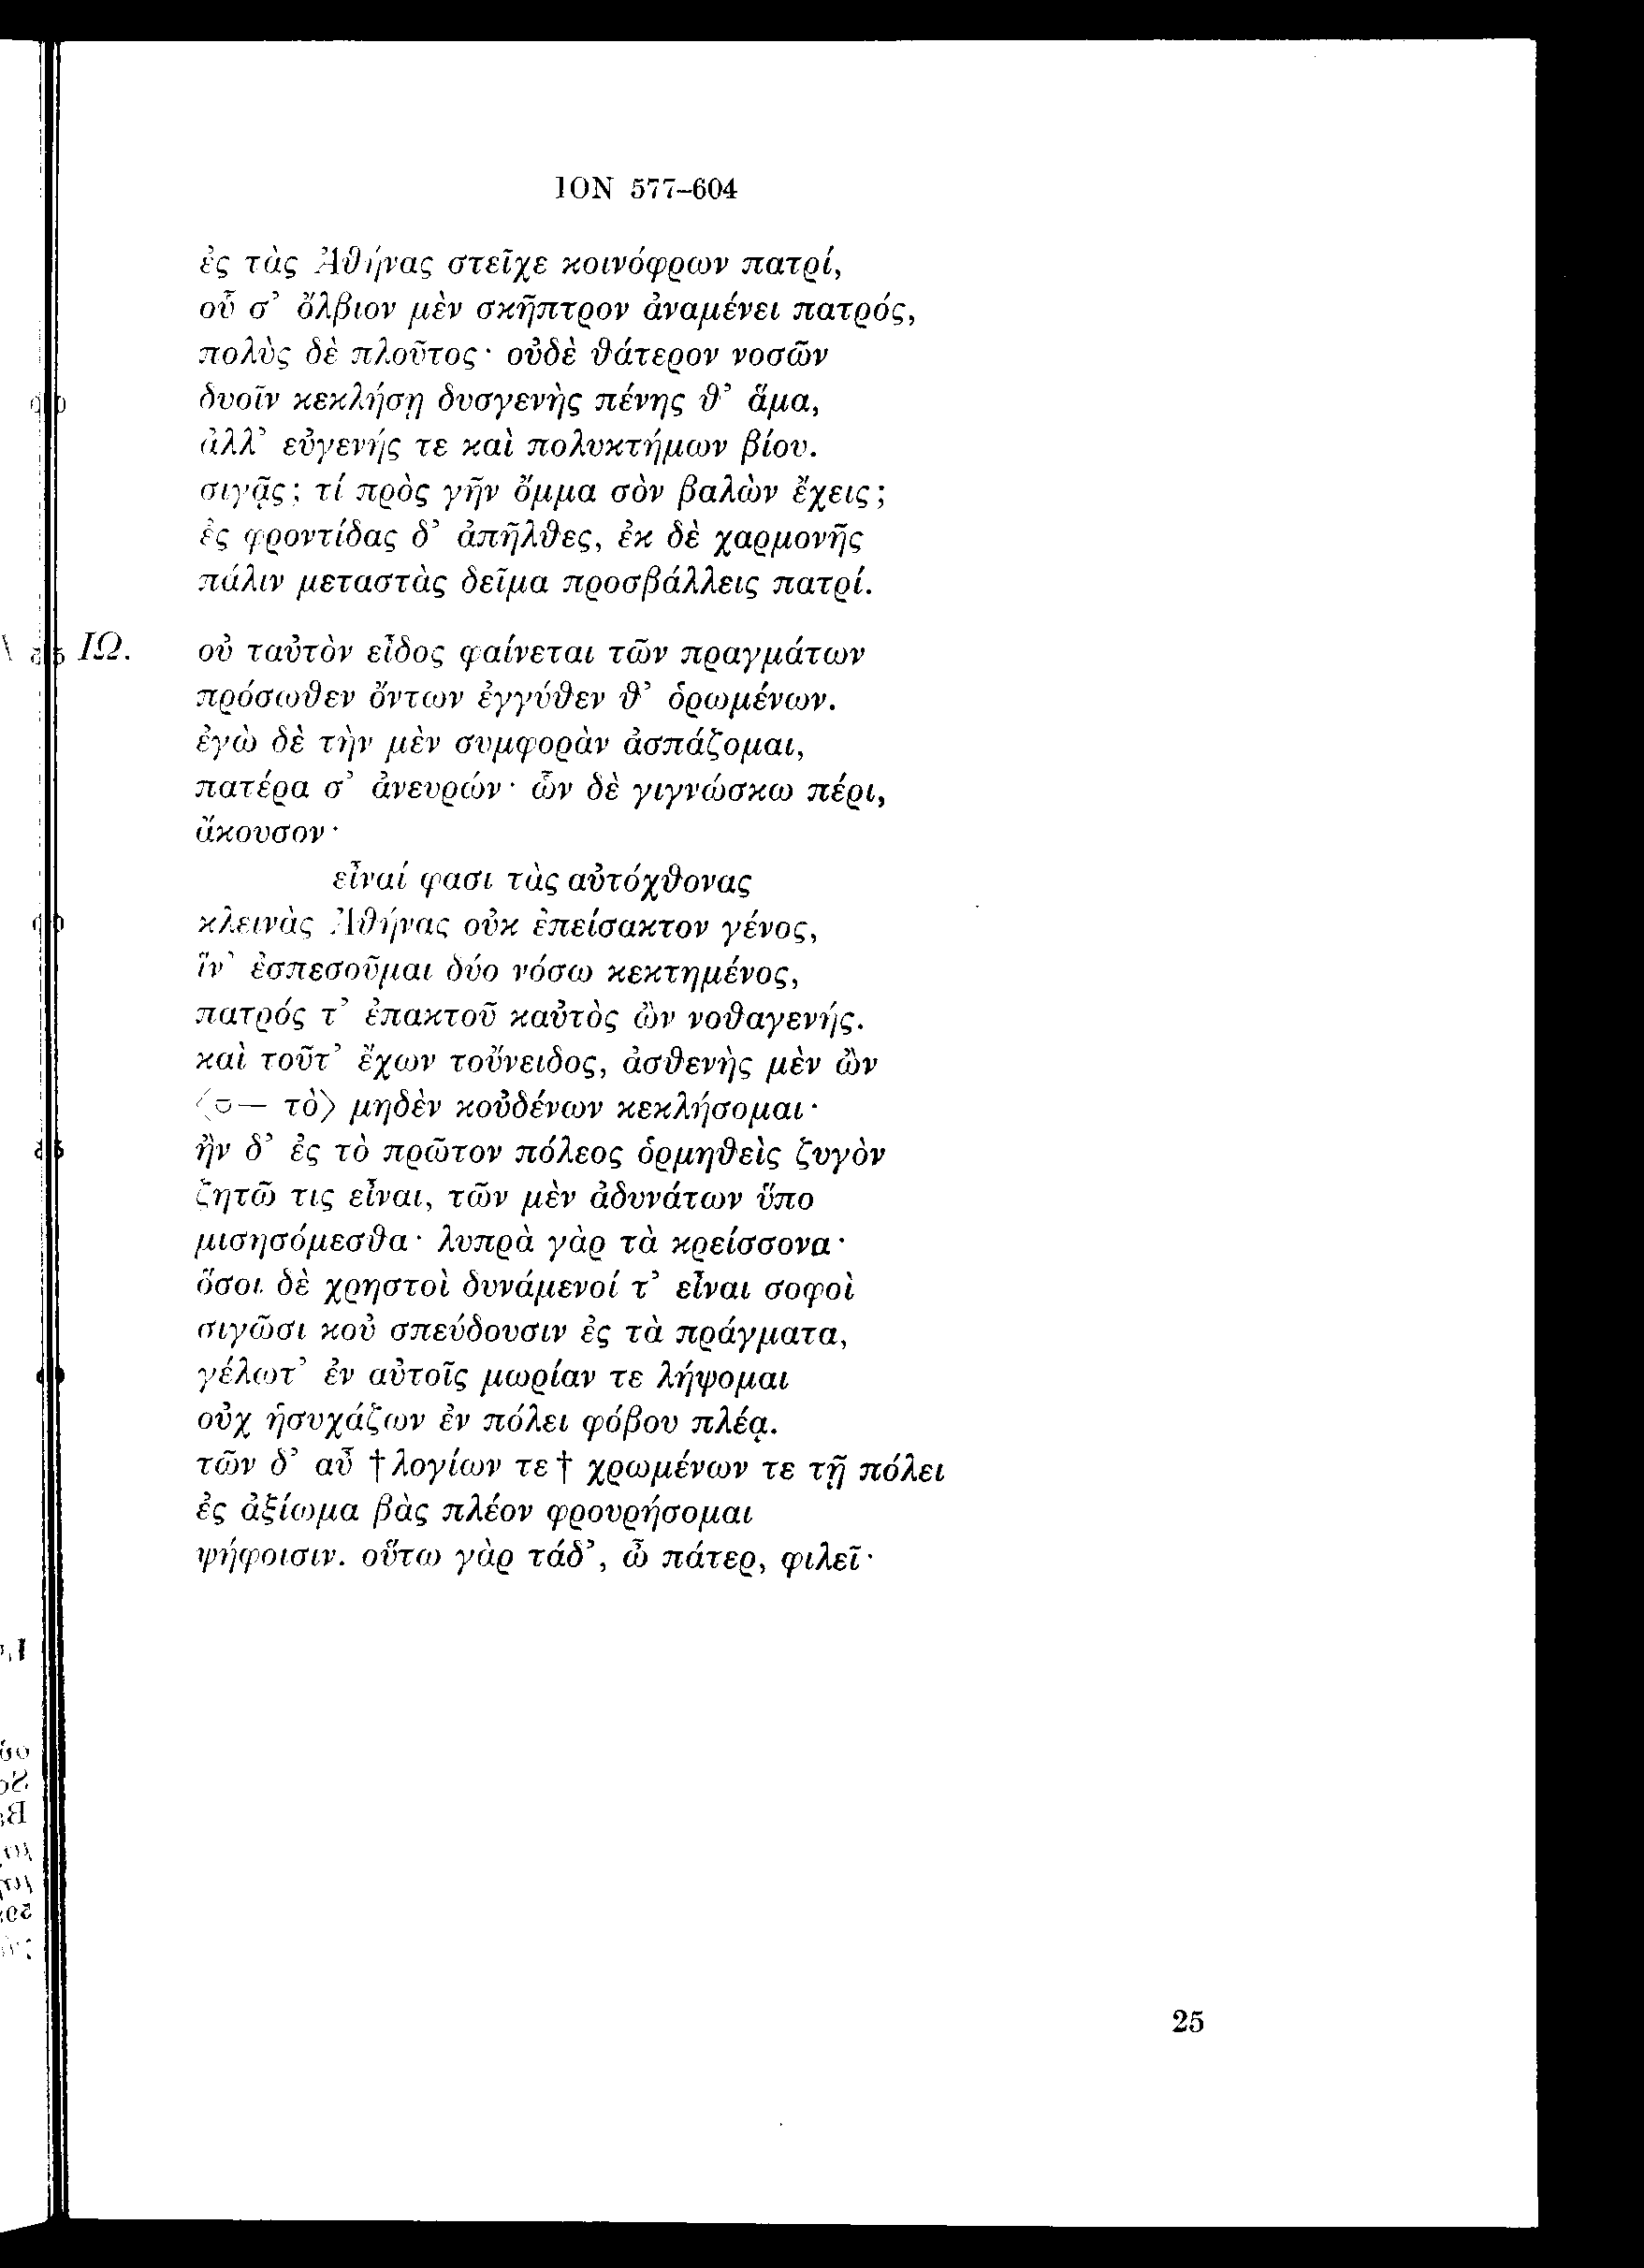 ION 577–604
ἐς τὰς Ἀθήνας στεῖχε κοινόφρων πατρί,
οὗ σ’ ὄλβιον μὲν σκῆπτρον ἀναμένει πατρός,
πολὺς δὲ πλοῦτος· οὐδὲ θάτερον νοσῶν
δυοῖν κεκλήσῃ δυσγενὴς πένης θ’ ἅμα,
ἀλλ’ εὐγενής τε καὶ πολυκτήμων βίου.
σιγᾷς; τί πρὸς γῆν ὄμμα σὸν βαλὼν ἔχεις;
ἐς φροντίδας δ’ ἀπῆλθες, ἐκ δὲ χαρμονῆς
πάλιν μεταστὰς δεῖμα προσβάλλεις πατρί.
ΙΩ. οὐ ταὐτὸν εἶδος φαίνεται τῶν πραγμάτων
πρόσωθεν ὄντων ἐγγύθεν θ’ ὁρωμένων.
ἐγὼ δὲ τὴν μὲν συμφορὰν ἀσπάζομαι,
πατέρα σ’ ἀνευρών· ὧν δὲ γιγνώσκω πέρι,
ἄκουσον·
εἶναί φασι τὰς αὐτόχθονας
κλεινὰς Ἀθήνας οὐκ ἐπείσακτον γένος,
ἵν’ ἐσπεσοῦμαι δύο νόσω κεκτημένος,
πατρός τ’ ἐπακτοῦ καὐτὸς ὢν νοθαγενής.
καὶ τοῦτ’ ἔχων τοὔνειδος, ἀσθενὴς μὲν ὢν
⟨⏓– τὸ⟩ μηδὲν κοὐδένων κεκλήσομαι·
ἢν δ’ ἐς τὸ πρῶτον πόλεος ὁρμηθεὶς ζυγὸν
ζητῶ τις εἶναι, τῶν μὲν ἀδυνάτων ὕπο
μισησόμεσθα· λυπρὰ γὰρ τὰ κρείσσονα·
ὅσοι δὲ χρηστοὶ δυνάμενοί τ’ εἶναι σοφοὶ
σιγῶσι κοὐ σπεύδουσιν ἐς τὰ πράγματα,
γέλωτ’ ἐν αὐτοῖς μωρίαν τε λήψομαι
οὐχ ἡσυχάζων ἐν πόλει φόβου πλέᾳ.
τῶν δ’ αὖ †λογίων τε† χρωμένων τε τῇ πόλει
ἐς ἀξίωμα βὰς πλέον φρουρήσομαι
ψήφοισιν. οὕτω γὰρ τάδ’, ὦ πάτερ, φιλεῖ·
25